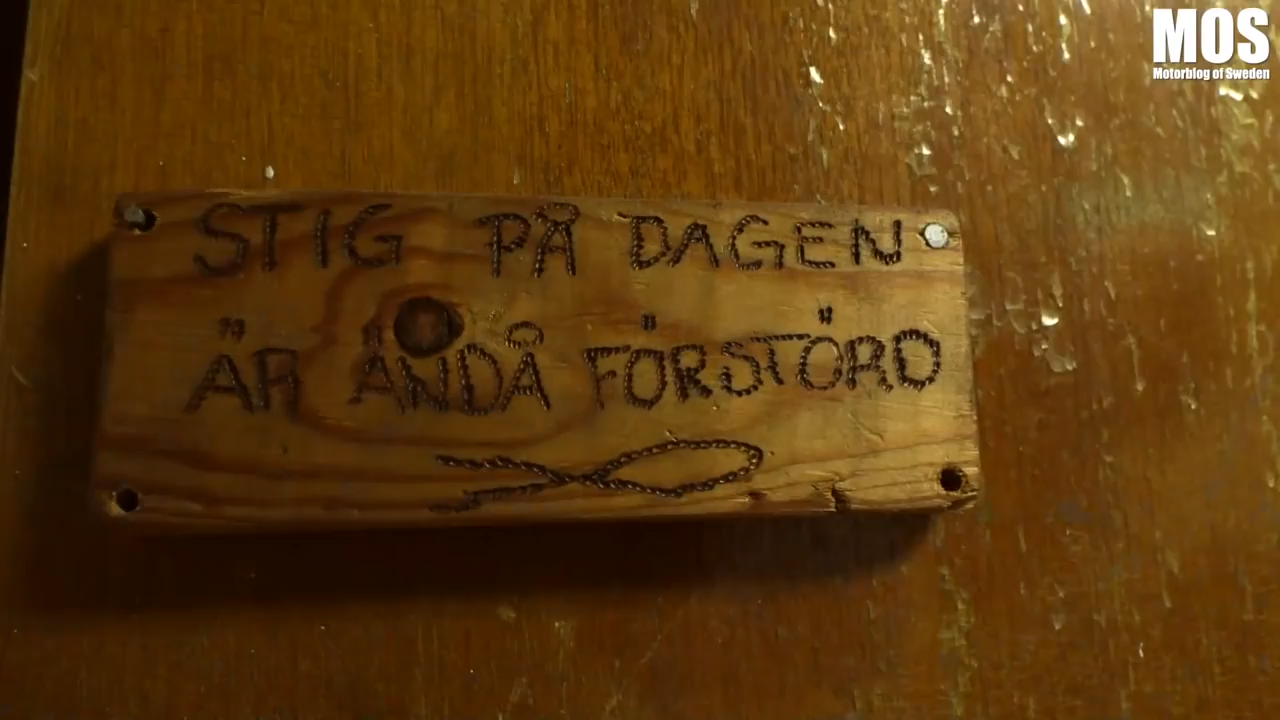 MOS
Motorblog of Sweden
STIG PÅ DAGEN
ÄR ÄNDÅ FÖRSTÖRD